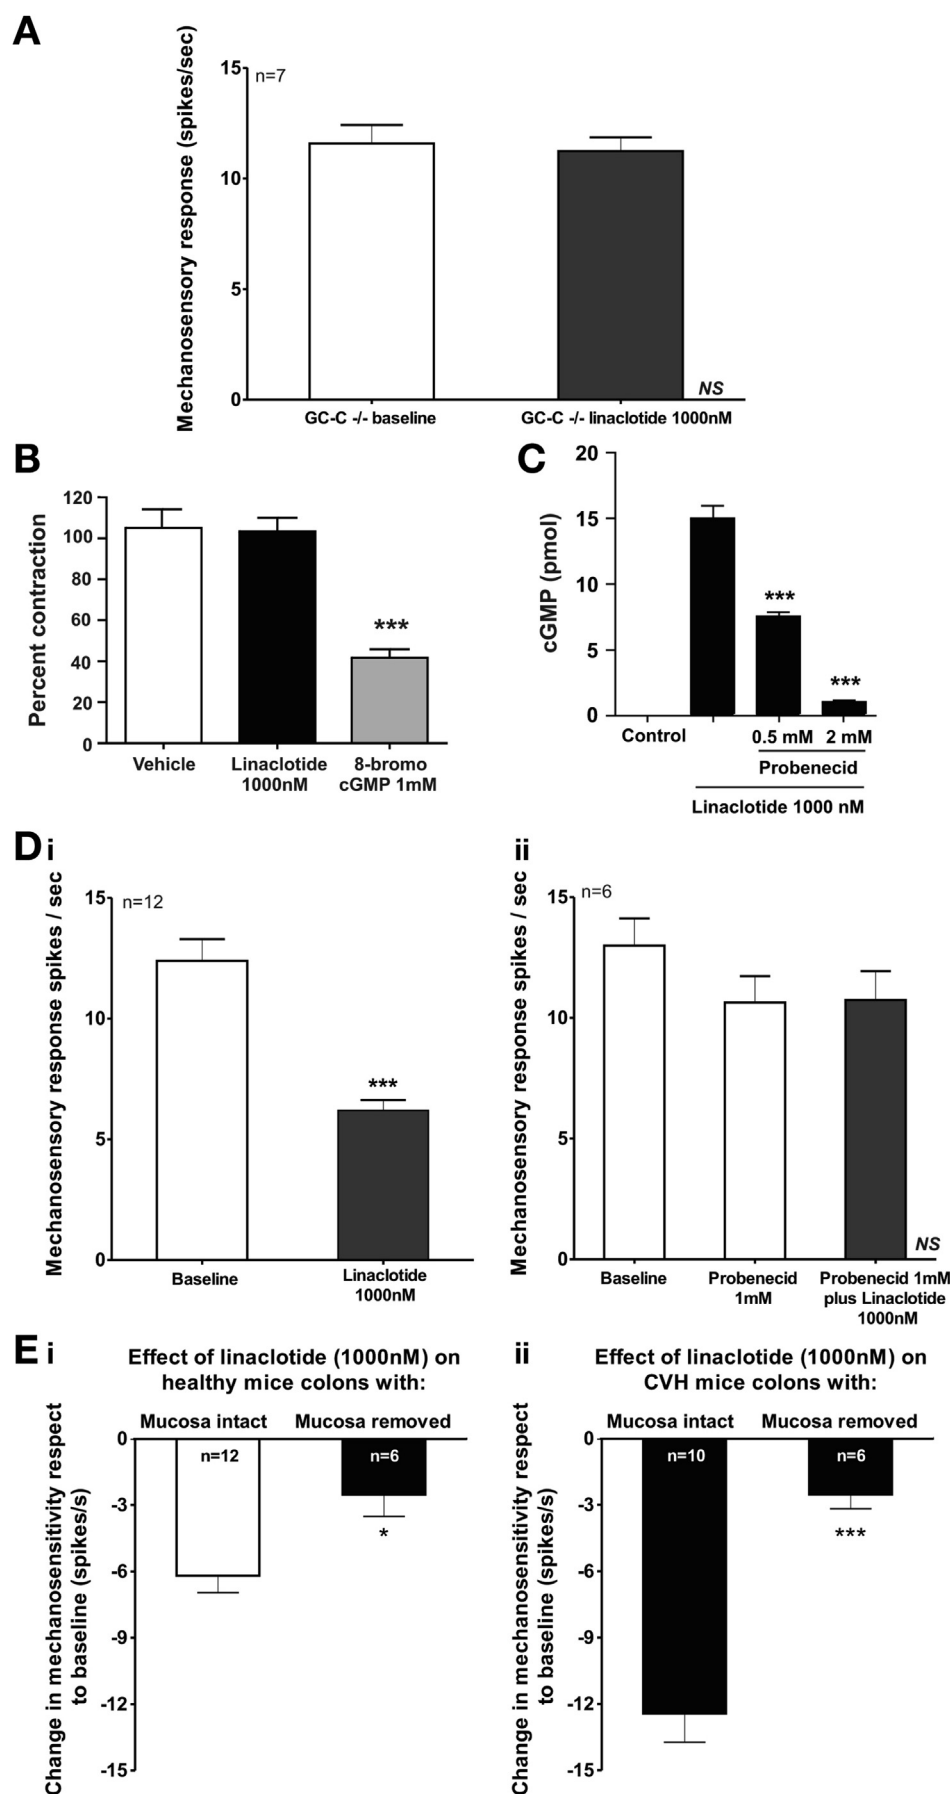 A
Mechanosensory response (spikes/sec)
15
10
5
0
n=7
NS
GC-C -/- baseline
GC-C -/- linaclotide 1000nM
B
Percent contraction
120
100
80
60
40
20
0
***
Vehicle
Linaclotide
1000nM
8-bromo
cGMP 1mM
C
cGMP (pmol)
20
15
10
5
0
***
***
Control
0.5 mM
2 mM
Probenecid
Linaclotide 1000 nM
D i
Mechanosensory response spikes / sec
15
10
5
0
n=12
***
Baseline
Linaclotide
1000nM
ii
Mechanosensory response spikes / sec
15
10
5
0
n=6
NS
Baseline
Probenecid
1mM
Probenecid 1mM
plus Linaclotide
1000nM
E i
Effect of linaclotide (1000nM) on
healthy mice colons with:
Mucosa intact
Mucosa removed
Change in mechanosensitivity respect
to baseline (spikes/s)
0
-3
-6
-9
-12
-15
n=12
n=6
*
ii
Effect of linaclotide (1000nM) on
CVH mice colons with:
Mucosa intact
Mucosa removed
Change in mechanosensitivity respect
to baseline (spikes/s)
0
-3
-6
-9
-12
-15
n=10
n=6
***